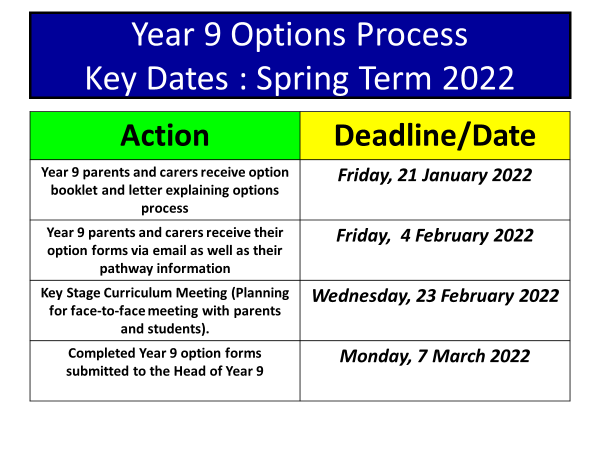 Year 9 Options Process
Key Dates : Spring Term 2022
Action
Deadline/Date
Year 9 parents and carers receive option
booklet and letter explaining options
process
Friday, 21 January 2022
Year 9 parents and carers receive their
option forms via email as well as their
pathway information
Friday,  4 February 2022
Key Stage Curriculum Meeting (Planning
for face-to-face meeting with parents
and students).
Wednesday, 23 February 2022
Completed Year 9 option forms
submitted to the Head of Year 9
Monday, 7 March 2022